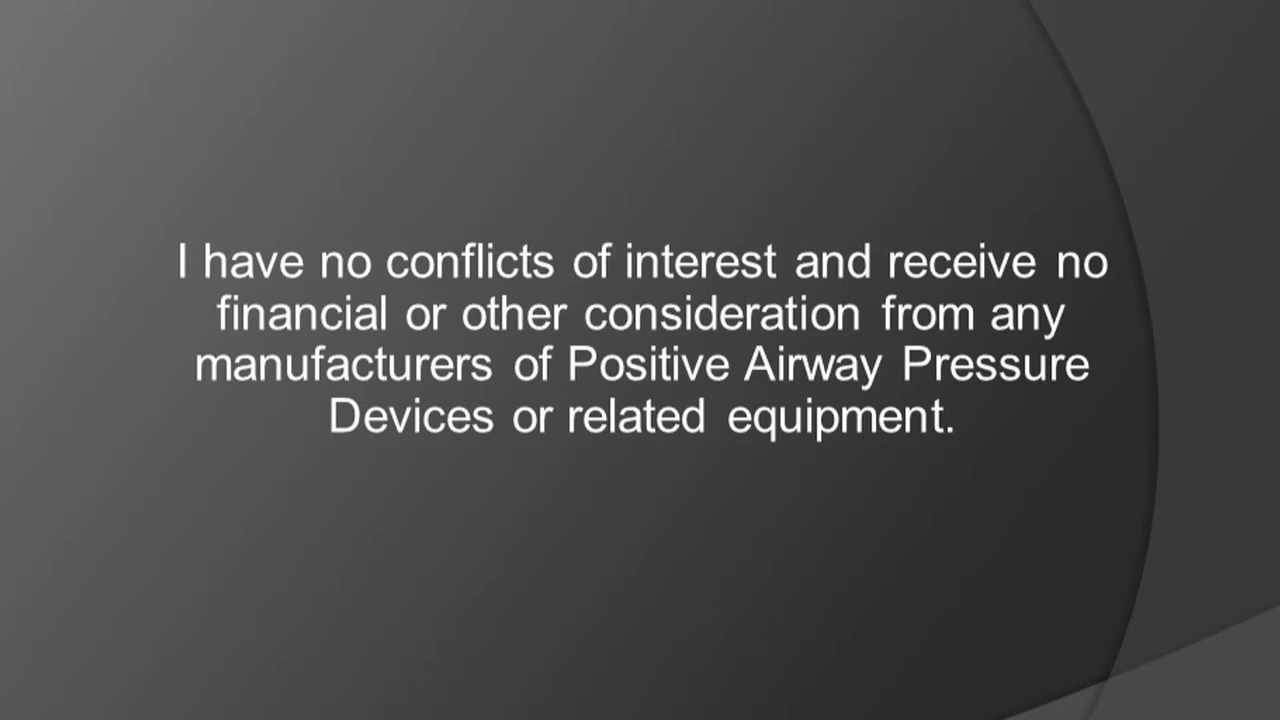 I have no conflicts of interest and receive no
financial or other consideration from any
manufacturers of Positive Airway Pressure
Devices or related equipment.